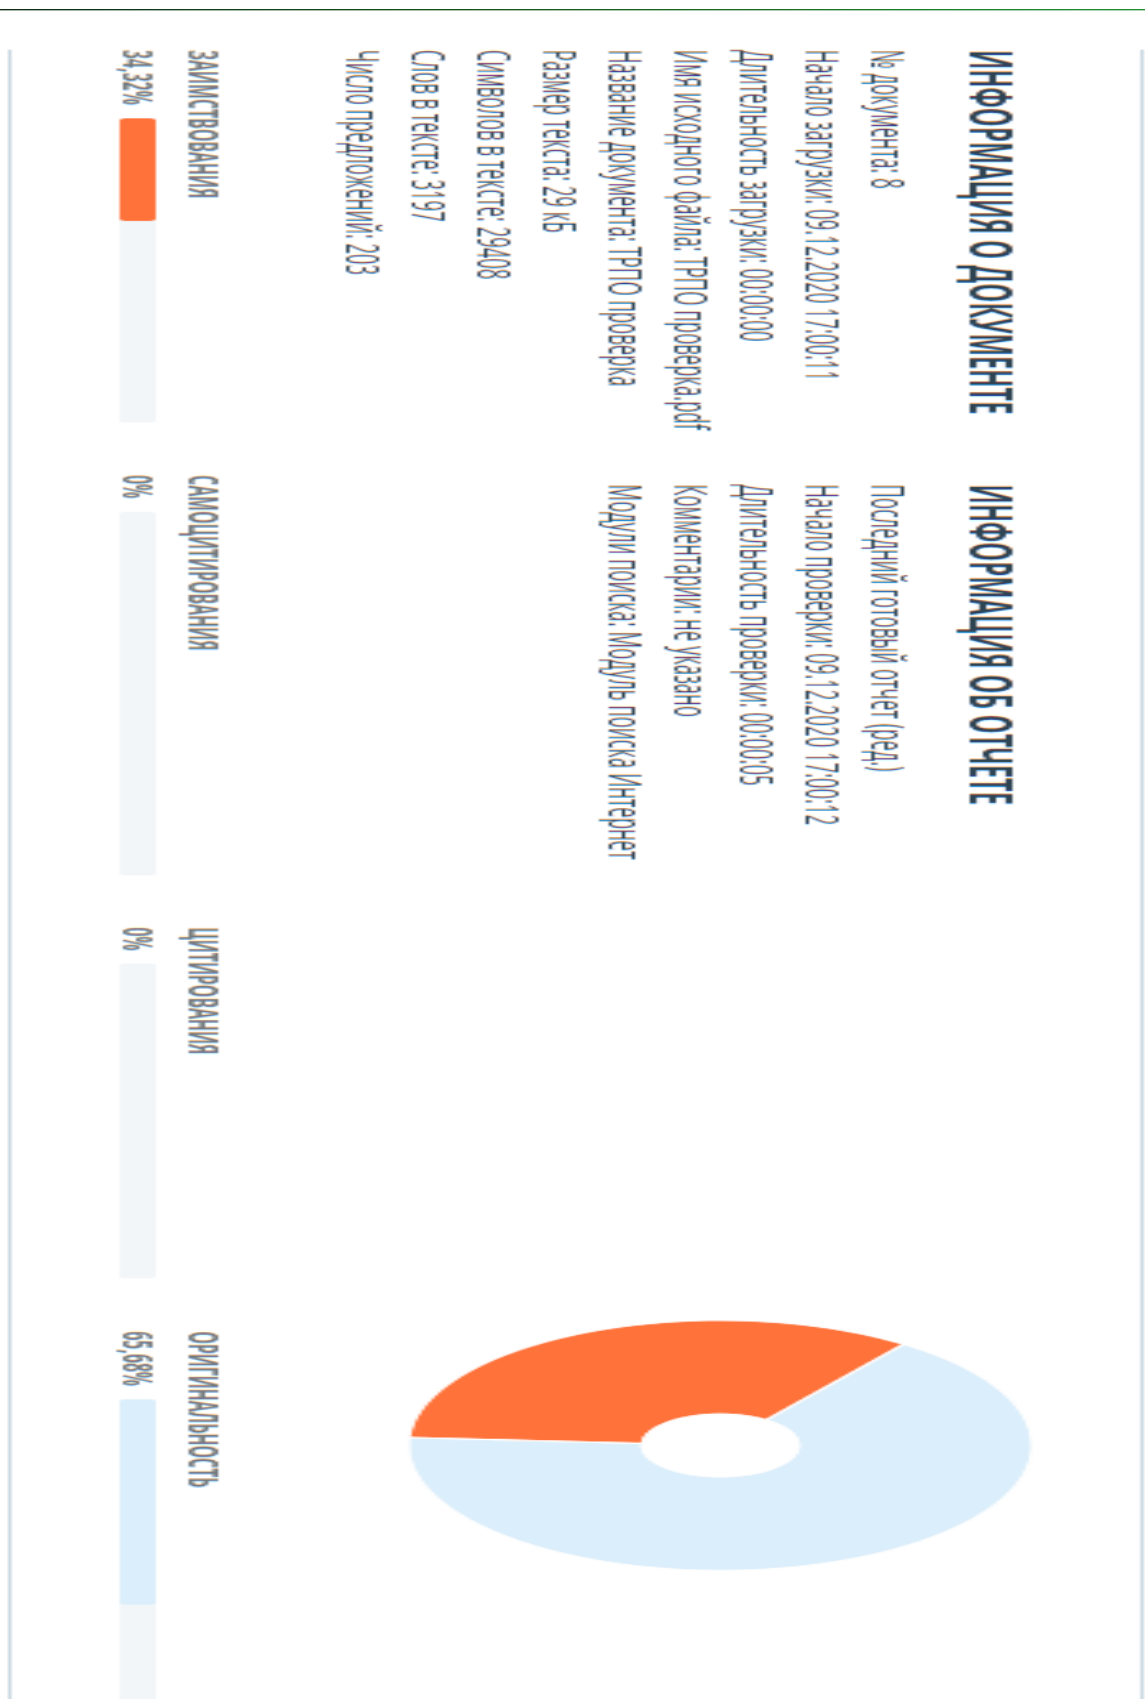 ИНФОРМАЦИЯ О ДОКУМЕНТЕ
№ документа: 8
Начало загрузки: 09.12.2020 17:00:11
Длительность загрузки: 00:00:00
Имя исходного файла: ТРПО проверка.pdf
Название документа: ТРПО проверка
Размер текста: 29 кБ
Символов в тексте: 29408
Слов в тексте: 3197
Число предложений: 203
ИНФОРМАЦИЯ ОБ ОТЧЕТЕ
Последний готовый отчет (ред.)
Начало проверки: 09.12.2020 17:00:12
Длительность проверки: 00:00:05
Комментарии: не указано
Модули поиска: Модуль поиска Интернет
ЗАИМСТВОВАНИЯ
34,32%
САМОЦИТИРОВАНИЯ
0%
ЦИТИРОВАНИЯ
0%
ОРИГИНАЛЬНОСТЬ
65,68%